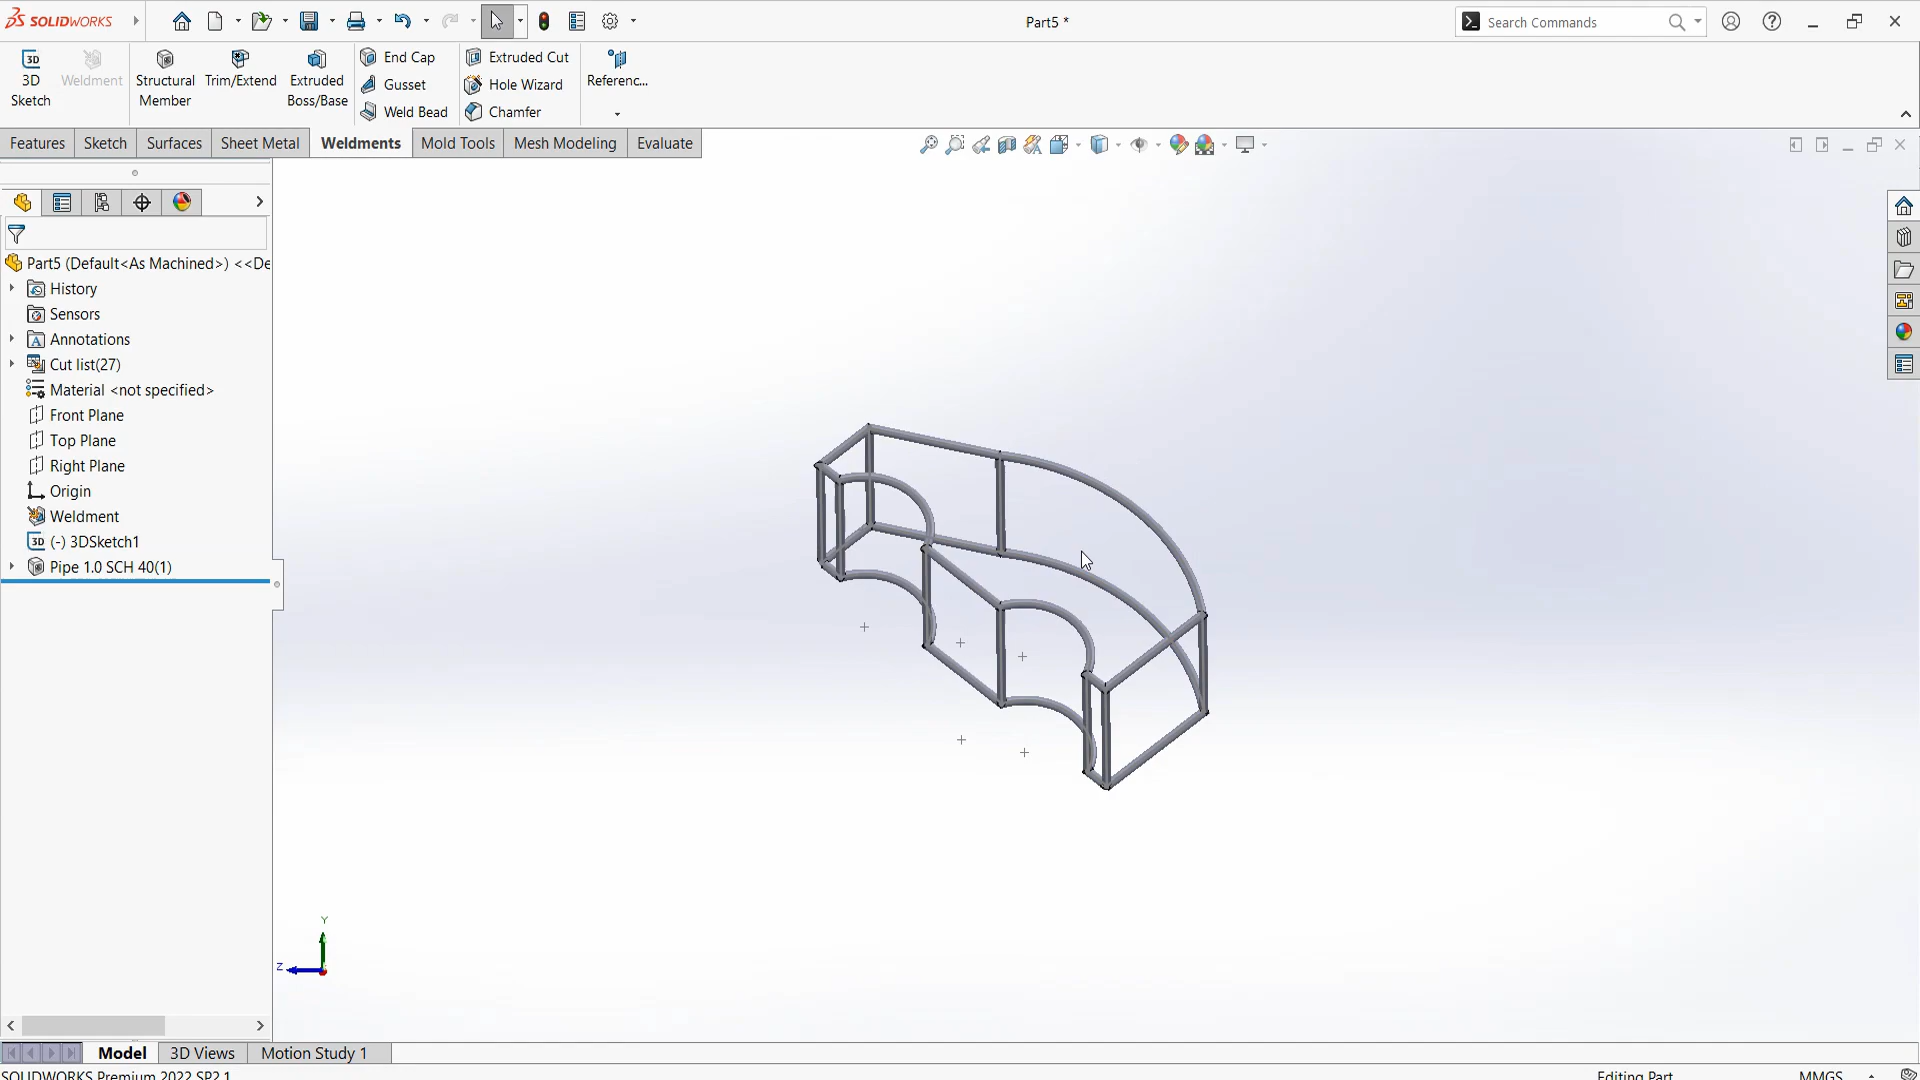 SOLIDWORKS
Part5 *
Search Commands
3D Sketch
Weldment
Structural Member
Trim/Extend
Extruded Boss/Base
End Cap
Gusset
Weld Bead
Extruded Cut
Hole Wizard
Chamfer
Referenc...
Features
Sketch
Surfaces
Sheet Metal
Weldments
Mold Tools
Mesh Modeling
Evaluate
Part5 (Default<As Machined>) <<De
History
Sensors
Annotations
Cut list(27)
Material <not specified>
Front Plane
Top Plane
Right Plane
Origin
Weldment
3D (-) 3DSketch1
Pipe 1.0 SCH 40(1)
Y
Z
Model
3D Views
Motion Study 1
SOLIDWORKS Premium 2022 SP2.1
Editing Part
MMGS